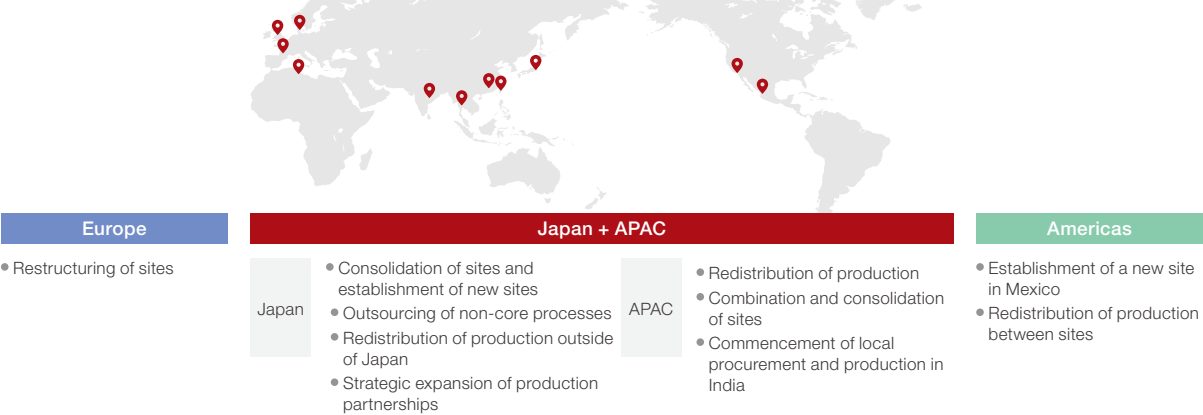 Europe
• Restructuring of sites
Japan + APAC
Japan
• Consolidation of sites and
establishment of new sites
• Outsourcing of non-core processes
• Redistribution of production outside
of Japan
• Strategic expansion of production
partnerships
APAC
• Redistribution of production
• Combination and consolidation
of sites
• Commencement of local
procurement and production in
India
Americas
• Establishment of a new site
in Mexico
• Redistribution of production
between sites